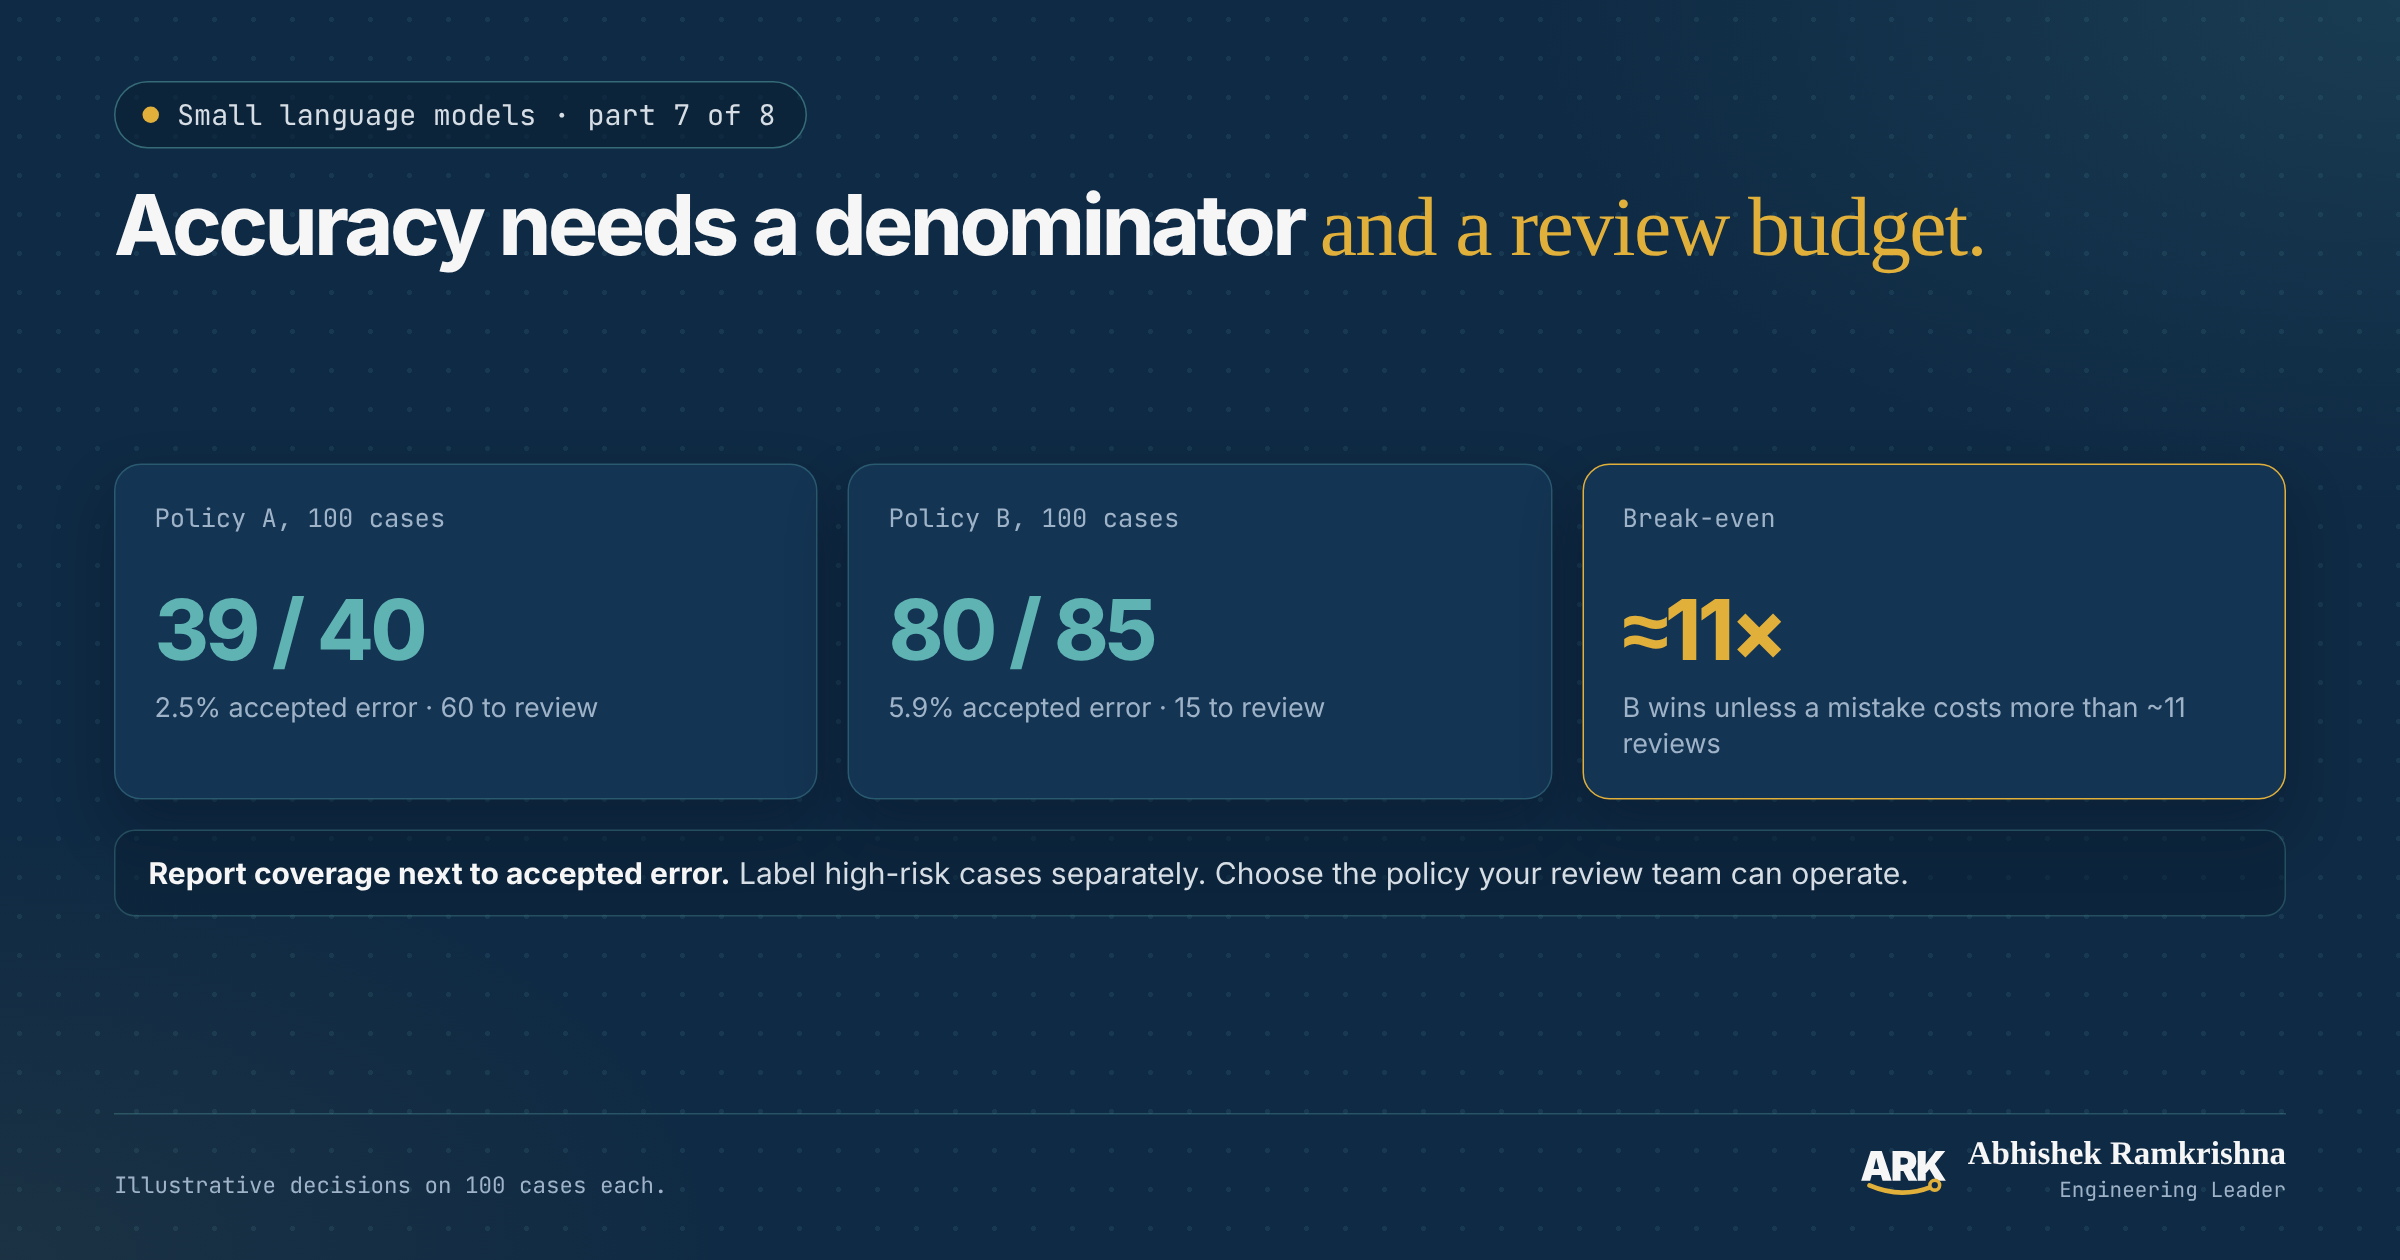 Small language models · part 7 of 8
Accuracy needs a denominator and a review budget.
Policy A, 100 cases
39 / 40
2.5% accepted error · 60 to review
Policy B, 100 cases
80 / 85
5.9% accepted error · 15 to review
Break-even
≈11×
B wins unless a mistake costs more than ~11
reviews
Report coverage next to accepted error. Label high-risk cases separately. Choose the policy your review team can operate.
Illustrative decisions on 100 cases each.
ARK
Abhishek Ramkrishna
Engineering Leader